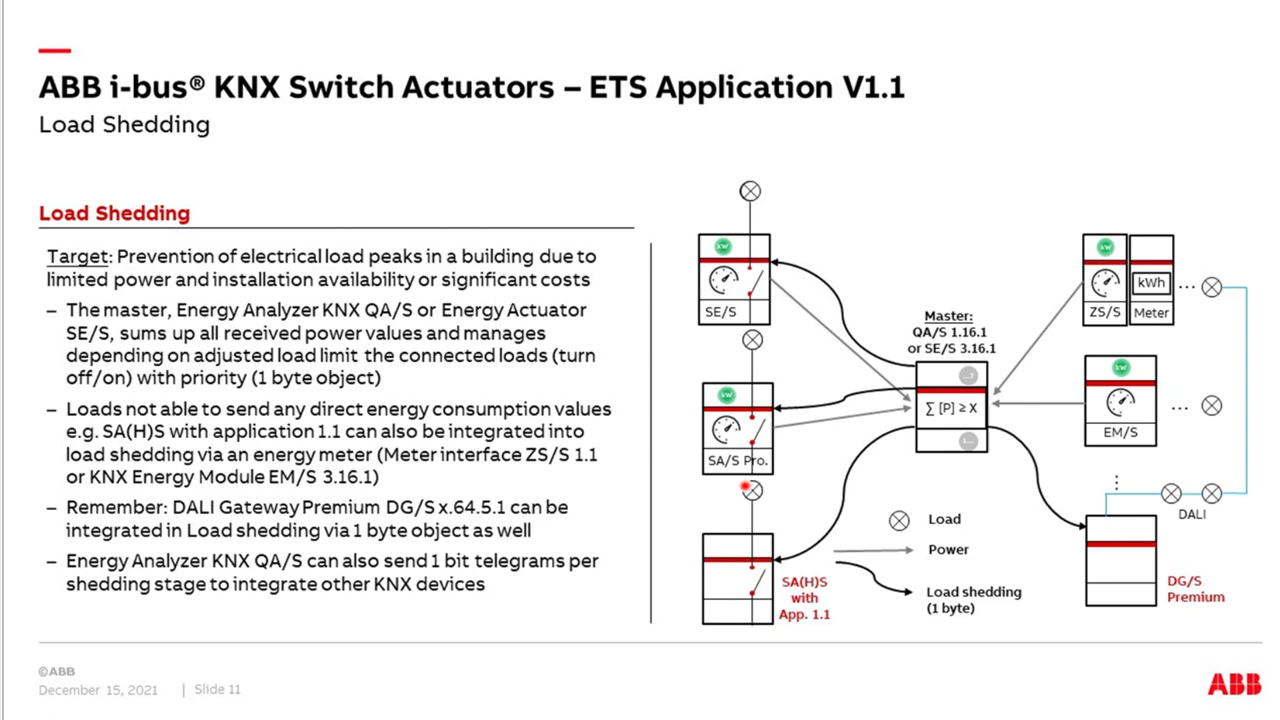 ABB i-bus® KNX Switch Actuators – ETS Application V1.1
Load Shedding
Load Shedding
Target: Prevention of electrical load peaks in a building due to
limited power and installation availability or significant costs
– The master, Energy Analyzer KNX QA/S or Energy Actuator
SE/S, sums up all received power values and manages
depending on adjusted load limit the connected loads (turn
off/on) with priority (1 byte object)
– Loads not able to send any direct energy consumption values
e.g. SA(H)S with application 1.1 can also be integrated into
load shedding via an energy meter (Meter interface ZS/S 1.1
or KNX Energy Module EM/S 3.16.1)
– Remember: DALI Gateway Premium DG/S x.64.5.1 can be
integrated in Load shedding via 1 byte object as well
– Energy Analyzer KNX QA/S can also send 1 bit telegrams per
shedding stage to integrate other KNX devices
kW
SE/S
kW
SA/S Pro.
SA(H)S
with
App. 1.1
Master:
QA/S 1.16.1
or SE/S 3.16.1
∑ [P] ≥ X
Load
Power
Load shedding
(1 byte)
kW
kWh
...
ZS/S
Meter
kW
...
EM/S
DALI
DG/S
Premium
©ABB
December 15, 2021 | Slide 11
ABB